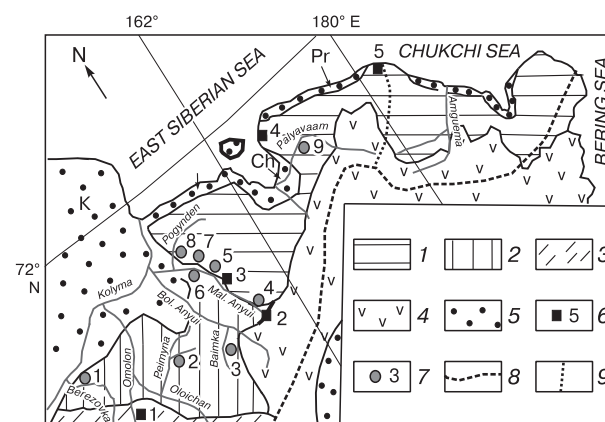 162°
180° E
N
EAST SIBERIAN SEA
CHUKCHI SEA
BERING SEA
Pr
5
4
Palyavaam
9
Amguema
Ch
I
K
Pogynden
8
7
5
3
6
4
2
72°
N
Kolyma
Bol. Anyui
Mal. Anyui
Omolon
Peimyna
2
Baimka
3
1
Berezovka
Oloichan
1
v v v v v v v v v v v v v v v v
1
2
3
v v v v
4
5
5
6
3
7
8
9